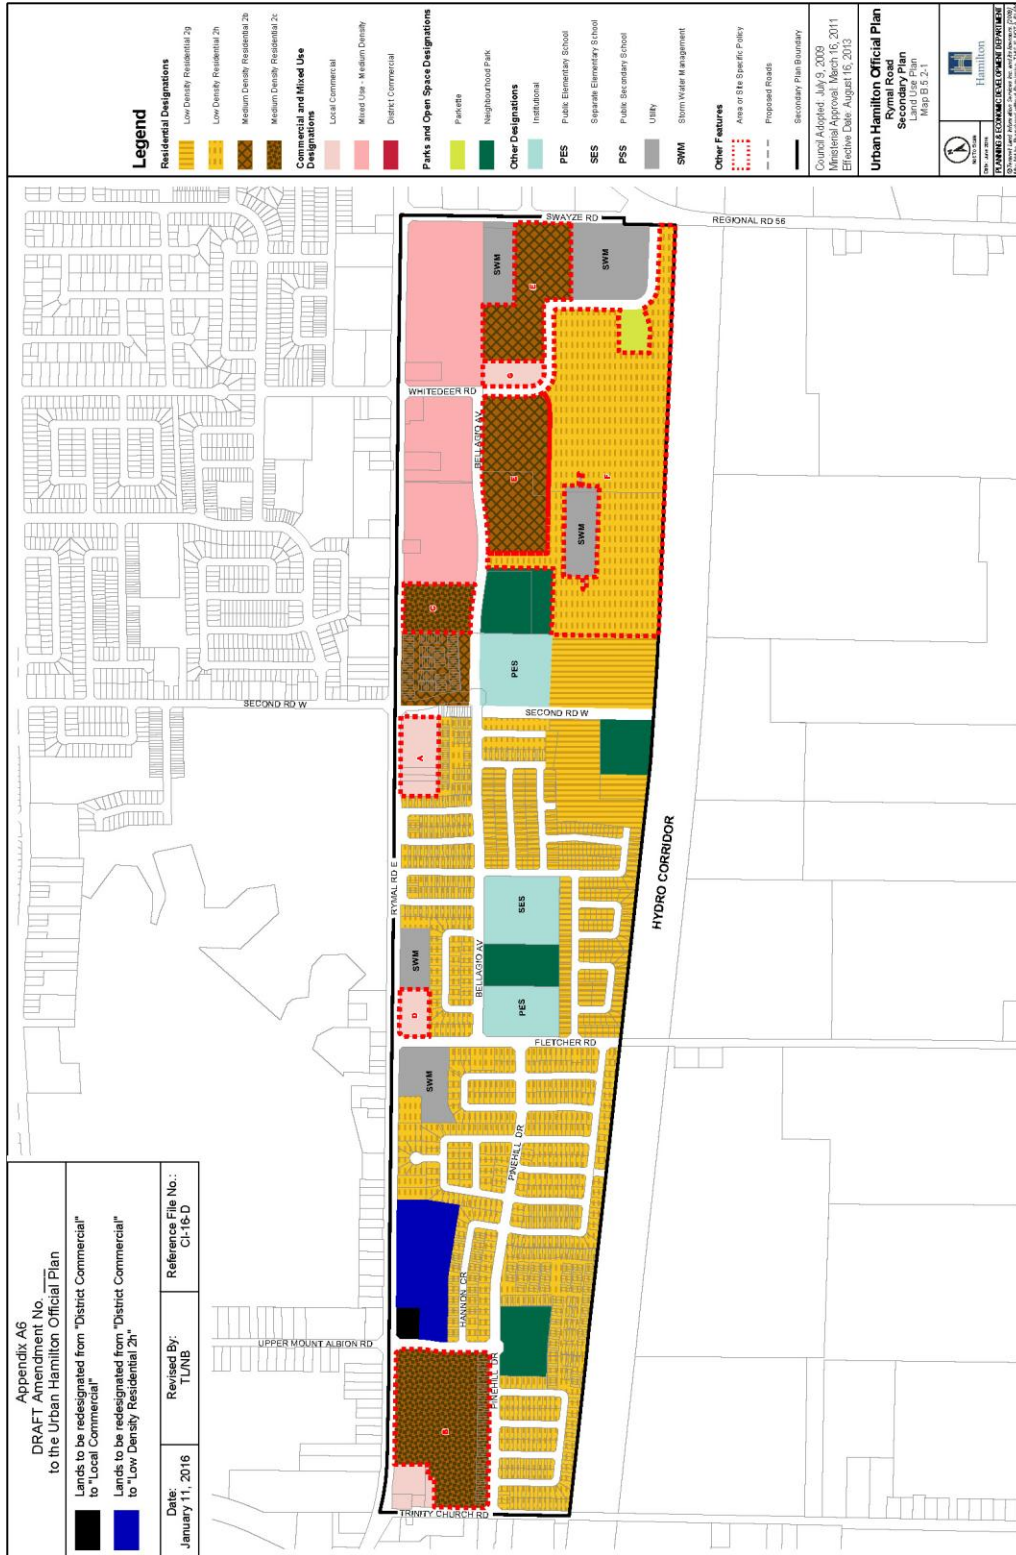 Appendix A6
DRAFT Amendment No. ____
to the Urban Hamilton Official Plan
Lands to be redesignated from "District Commercial"
to "Local Commercial"
Lands to be redesignated from "District Commercial"
to "Low Density Residential 2h"
Date:
January 11, 2016
Revised By:
TL/NB
Reference File No.:
CI-16-D
TRINITY CHURCH RD
UPPER MOUNT ALBION RD
PINEHILL DR
HANNON CR
PINEHILL DR
B
SWM
FLETCHER RD
D
SWM
RYMAL RD E
BELLAGIO AV
PES
SES
A
SECOND RD W
SECOND RD W
HYDRO CORRIDOR
PES
C
SWM
F
E
BELLAGIO AV
WHITEDEER RD
G
E
SWM
SWM
SWAYZE RD
REGIONAL RD 56
Legend
Residential Designations
Low Density Residential 2g
Low Density Residential 2h
Medium Density Residential 2b
Medium Density Residential 2c
Commercial and Mixed Use
Designations
Local Commercial
Mixed Use - Medium Density
District Commercial
Parks and Open Space Designations
Parkette
Neighbourhood Park
Other Designations
Institutional
PES Public Elementary School
SES Separate Elementary School
PSS Public Secondary School
Utility
SWM Storm Water Management
Other Features
Area or Site Specific Policy
Proposed Roads
Secondary Plan Boundary
Council Adopted: July 9, 2009
Ministerial Approval: March 16, 2011
Effective Date: August 16, 2013
Urban Hamilton Official Plan
Rymal Road
Secondary Plan
Land Use Plan
Map B.5.2-1
N
Not To Scale
Date: June 2014
Hamilton
PLANNING & ECONOMIC DEVELOPMENT DEPARTMENT